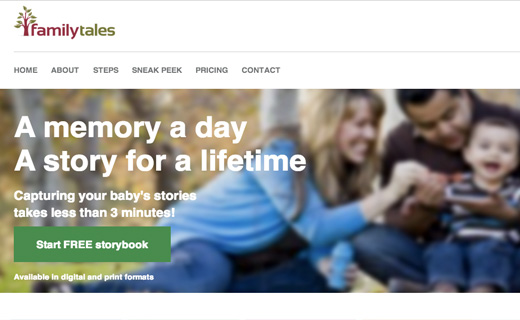 familytales
HOME ABOUT STEPS SNEAK PEEK PRICING CONTACT
A memory a day
A story for a lifetime
Capturing your baby's stories
takes less than 3 minutes!
Start FREE storybook
Available in digital and print formats